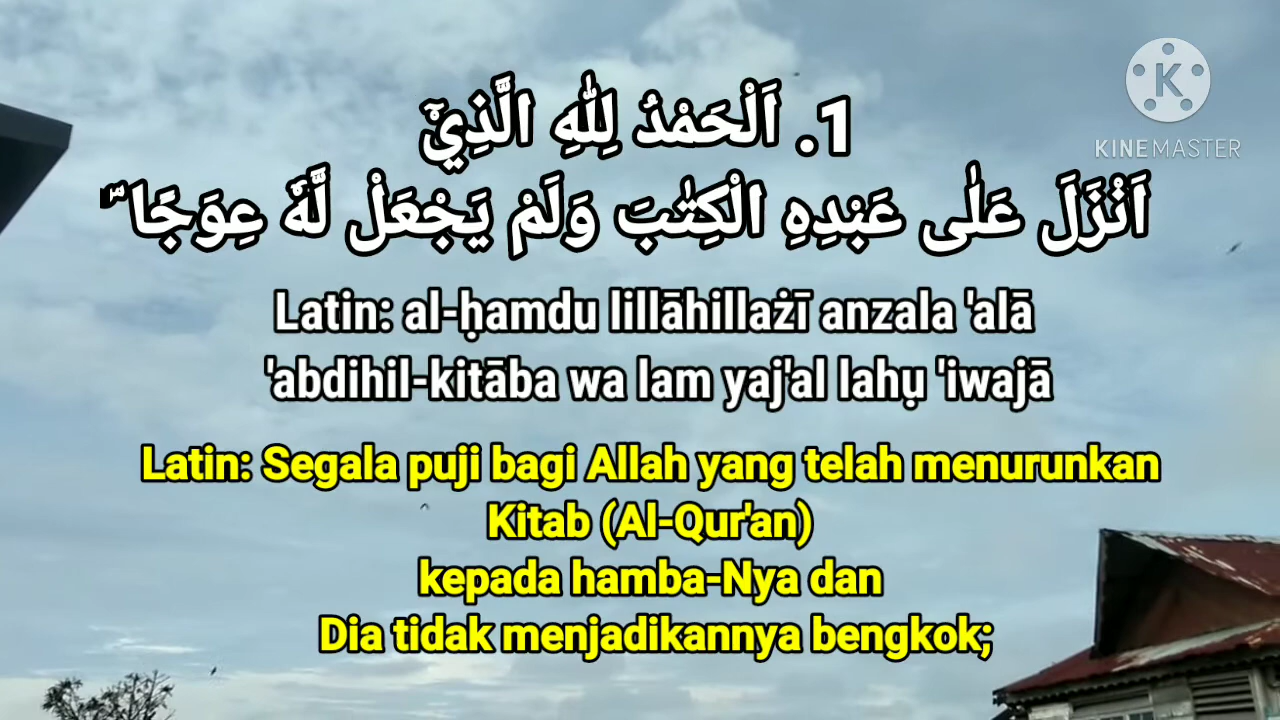 1. اَلْحَمْدُ لِلّٰهِ الَّذِيْٓ
اَنْزَلَ عَلٰى عَبْدِهِ الْكِتٰبَ وَلَمْ يَجْعَلْ لَّهٗ عِوَجًا ۜ
Latin: al-ḥamdu lillāhillażī anzala 'alā
'abdihil-kitāba wa lam yaj'al lahụ 'iwajā
Latin: Segala puji bagi Allah yang telah menurunkan
Kitab (Al-Qur'an)
kepada hamba-Nya dan
Dia tidak menjadikannya bengkok;
K
KINEMASTER